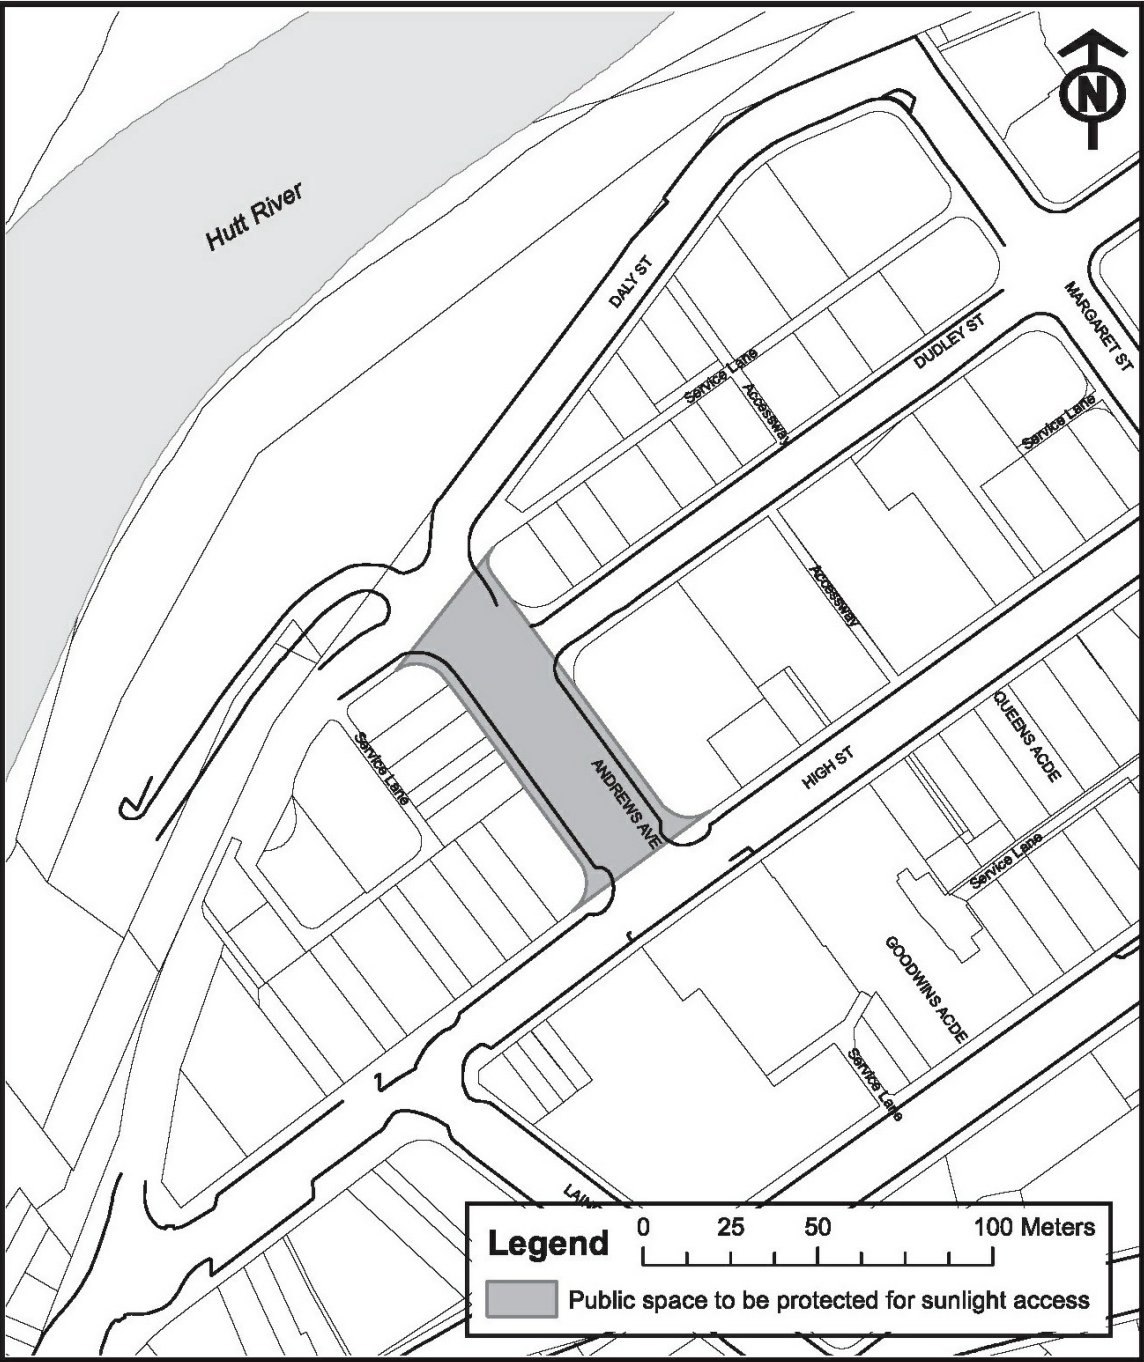 N
Hutt River
DALY ST
MARGARET ST
DUDLEY ST
Service Lane
Accessway
Service Lane
Accessway
QUEENS ACDE
Service Lane
HIGH ST
ANDREWS AVE
Service Lane
GOODWINS ACDE
Service Lane
Legend
0 25 50 100 Meters
Public space to be protected for sunlight access